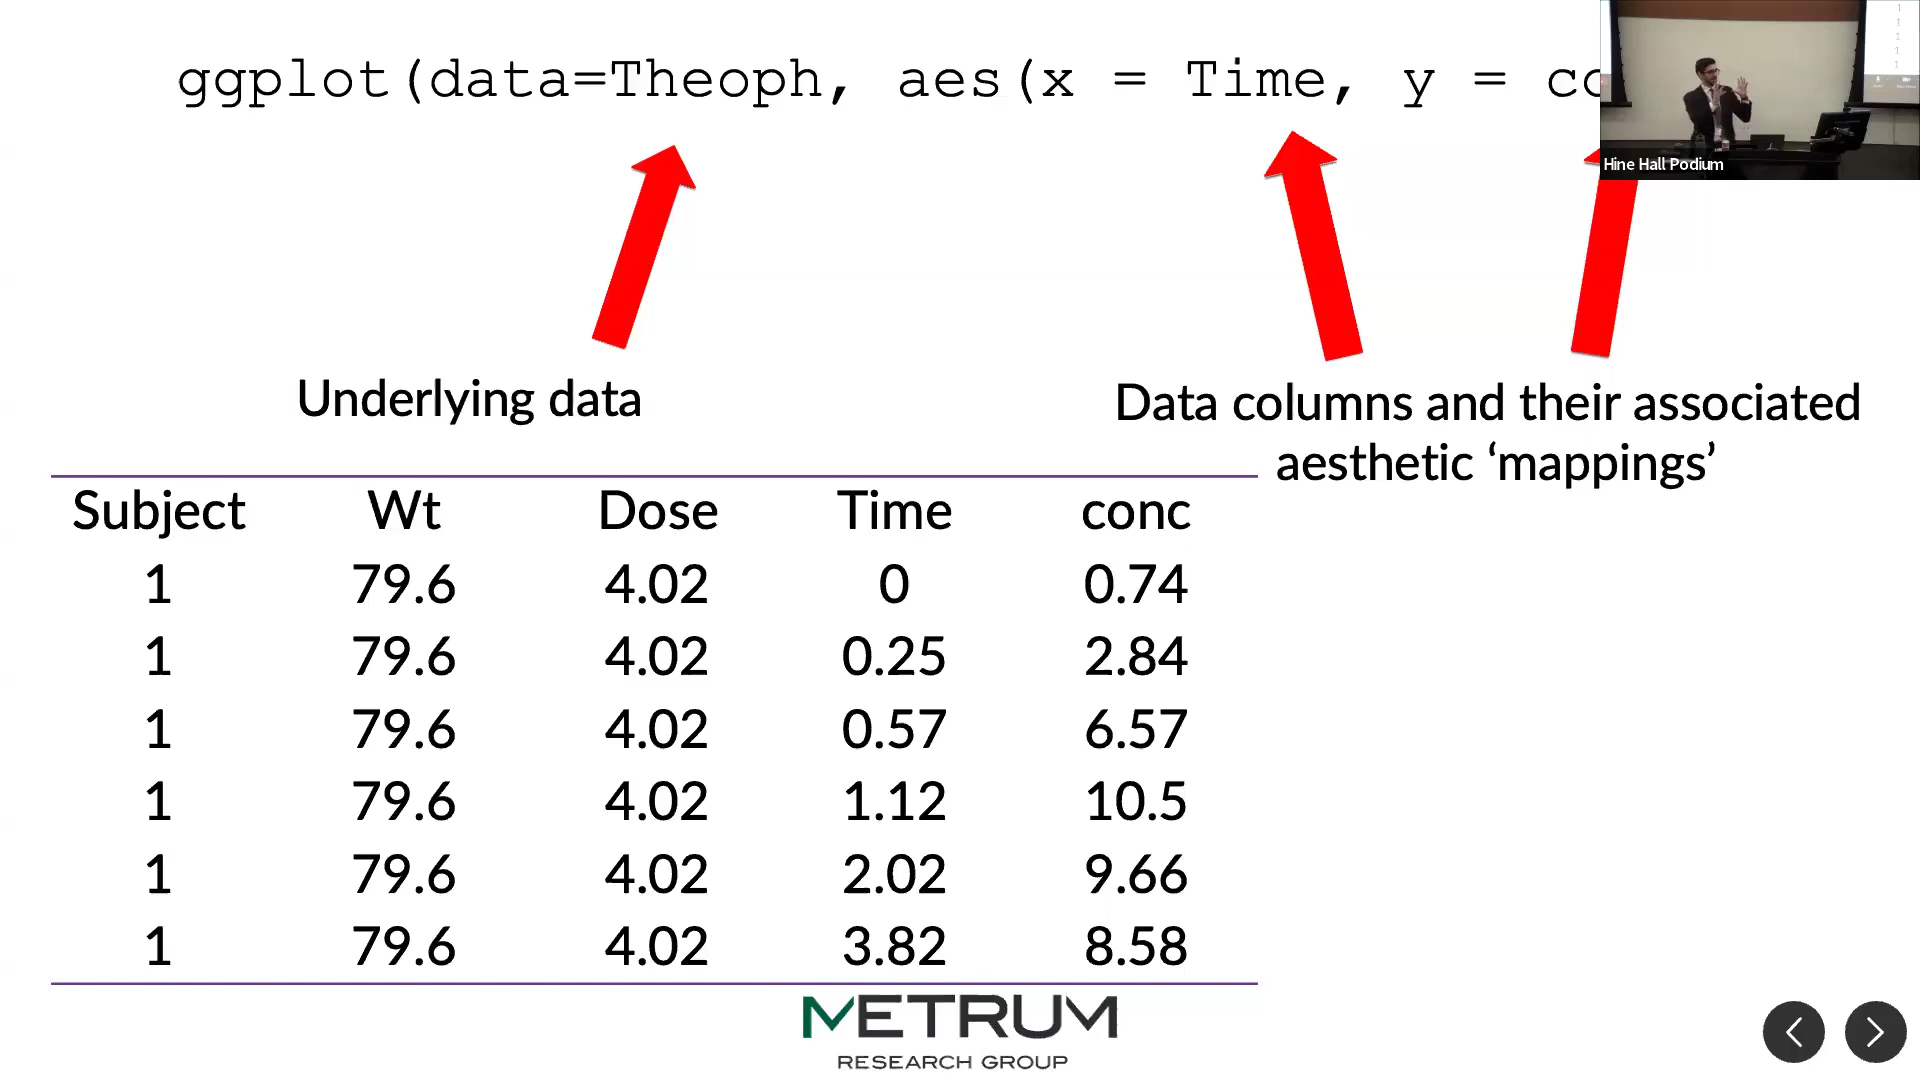 ggplot(data=Theoph, aes(x = Time, y = co
Hine Hall Podium
Underlying data
Data columns and their associated
aesthetic ‘mappings’
Subject Wt Dose Time conc
1 79.6 4.02 0 0.74
1 79.6 4.02 0.25 2.84
1 79.6 4.02 0.57 6.57
1 79.6 4.02 1.12 10.5
1 79.6 4.02 2.02 9.66
1 79.6 4.02 3.82 8.58
METRUM
RESEARCH GROUP